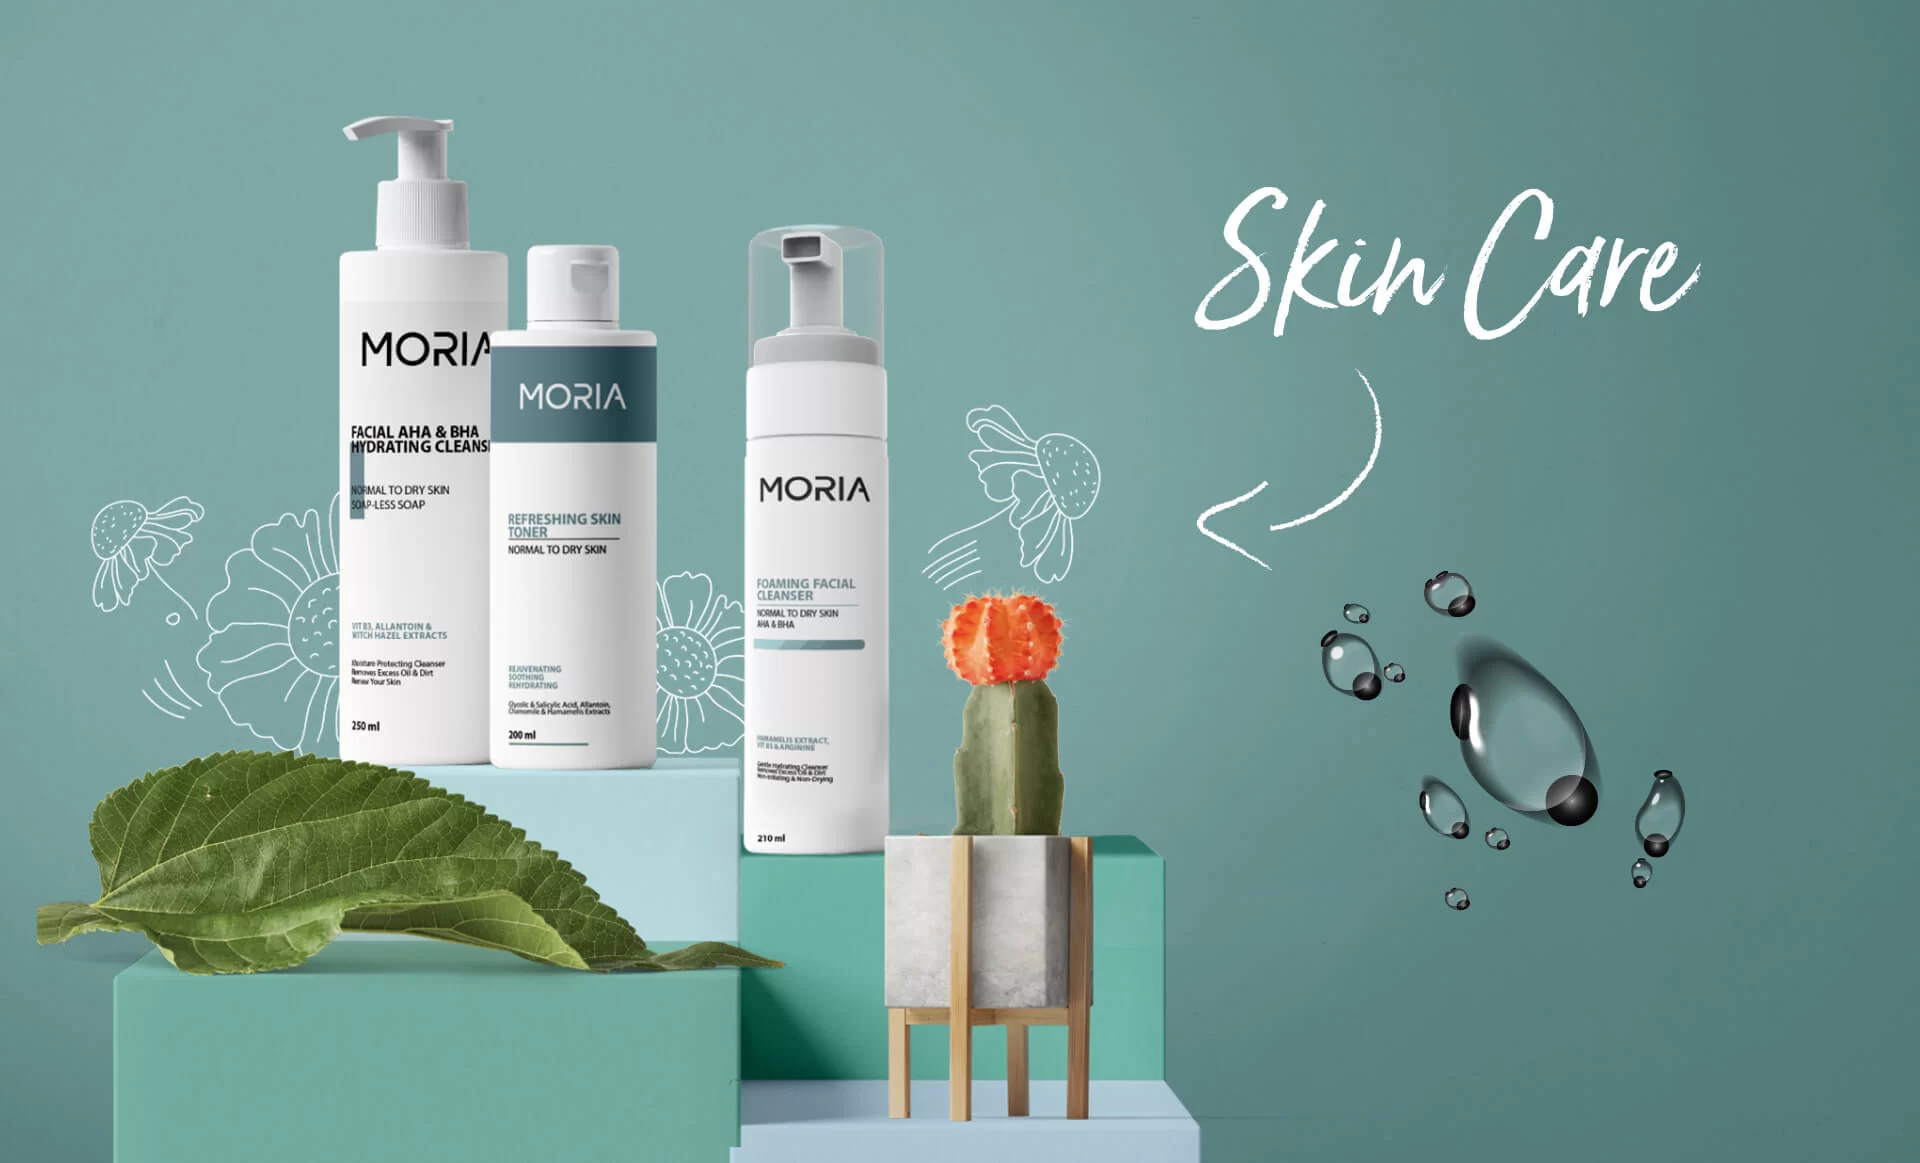 Skin Care
MORIA
FACIAL AHA & BHA
HYDRATING CLEANS
NORMAL TO DRY SKIN
SOAP-LESS SOAP
VIT B3, ALLANTOIN &
WITCH HAZEL EXTRACTS
Moisture Protecting Cleanser
Removes Excess Oil & Dirt
Renew Your Skin
250 ml
MORIA
REFRESHING SKIN
TONER
NORMAL TO DRY SKIN
REJUVENATING
SOOTHING
REHYDRATING
Glycolic & Salicylic Acid, Allantoin,
Chamomile & Hamamelis Extracts
200 ml
MORIA
FOAMING FACIAL
CLEANSER
NORMAL TO DRY SKIN
AHA & BHA
HAMAMELIS EXTRACT,
VIT B3 & ARGININE
Gentle Hydrating Cleanser
Removes Excess Oil & Dirt
Non-Irritating & Non-Drying
210 ml